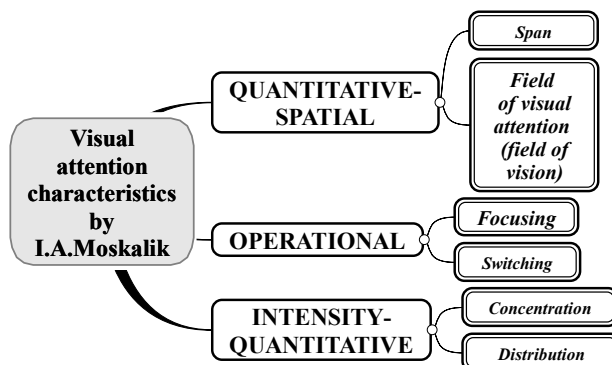 Visual
attention
characteristics
by
I.A.Moskalik
QUANTITATIVE-
SPATIAL
Span
Field
of visual
attention
(field of
vision)
OPERATIONAL
Focusing
Switching
INTENSITY-
QUANTITATIVE
Concentration
Distribution